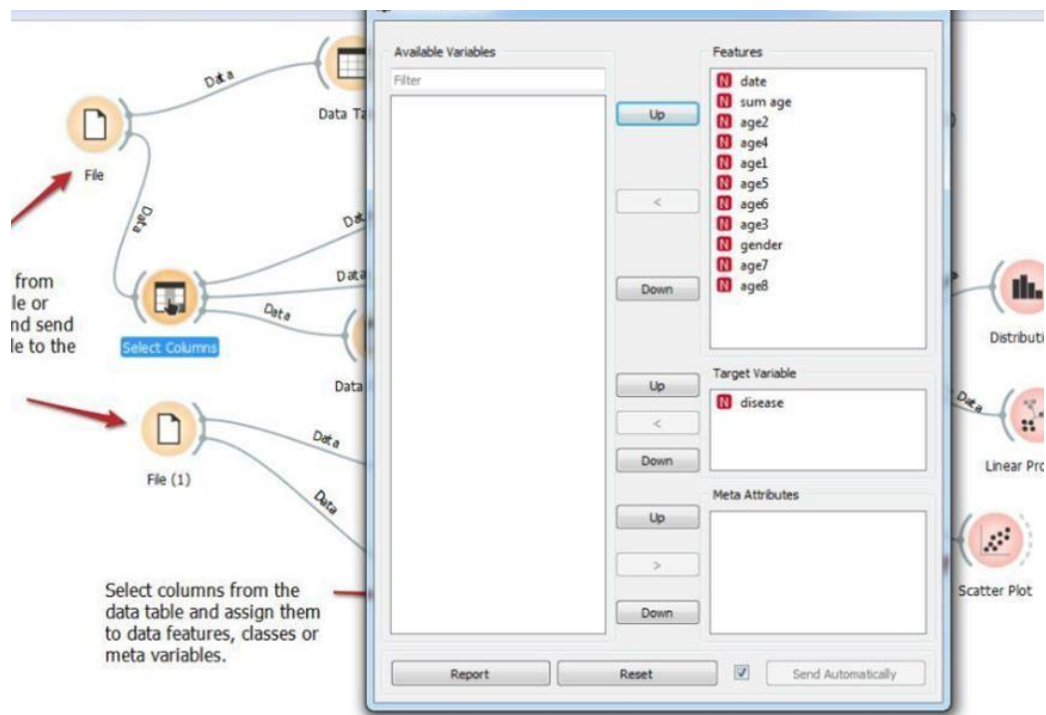 Data
File
Data
from
le or
nd send
le to the
Data Ta
Select Columns
Data
Data
Data
Data
File (1)
Data
Data
Select columns from the
data table and assign them
to data features, classes or
meta variables.
Available Variables
Filter
Up
<
Down
Up
<
Down
Up
>
Down
Features
N date
N sum age
N age2
N age4
N age1
N age5
N age6
N age3
N gender
N age7
N age8
Target Variable
N disease
Meta Attributes
Report
Reset
Send Automatically
Distributi
Data
Linear Pro
Scatter Plot